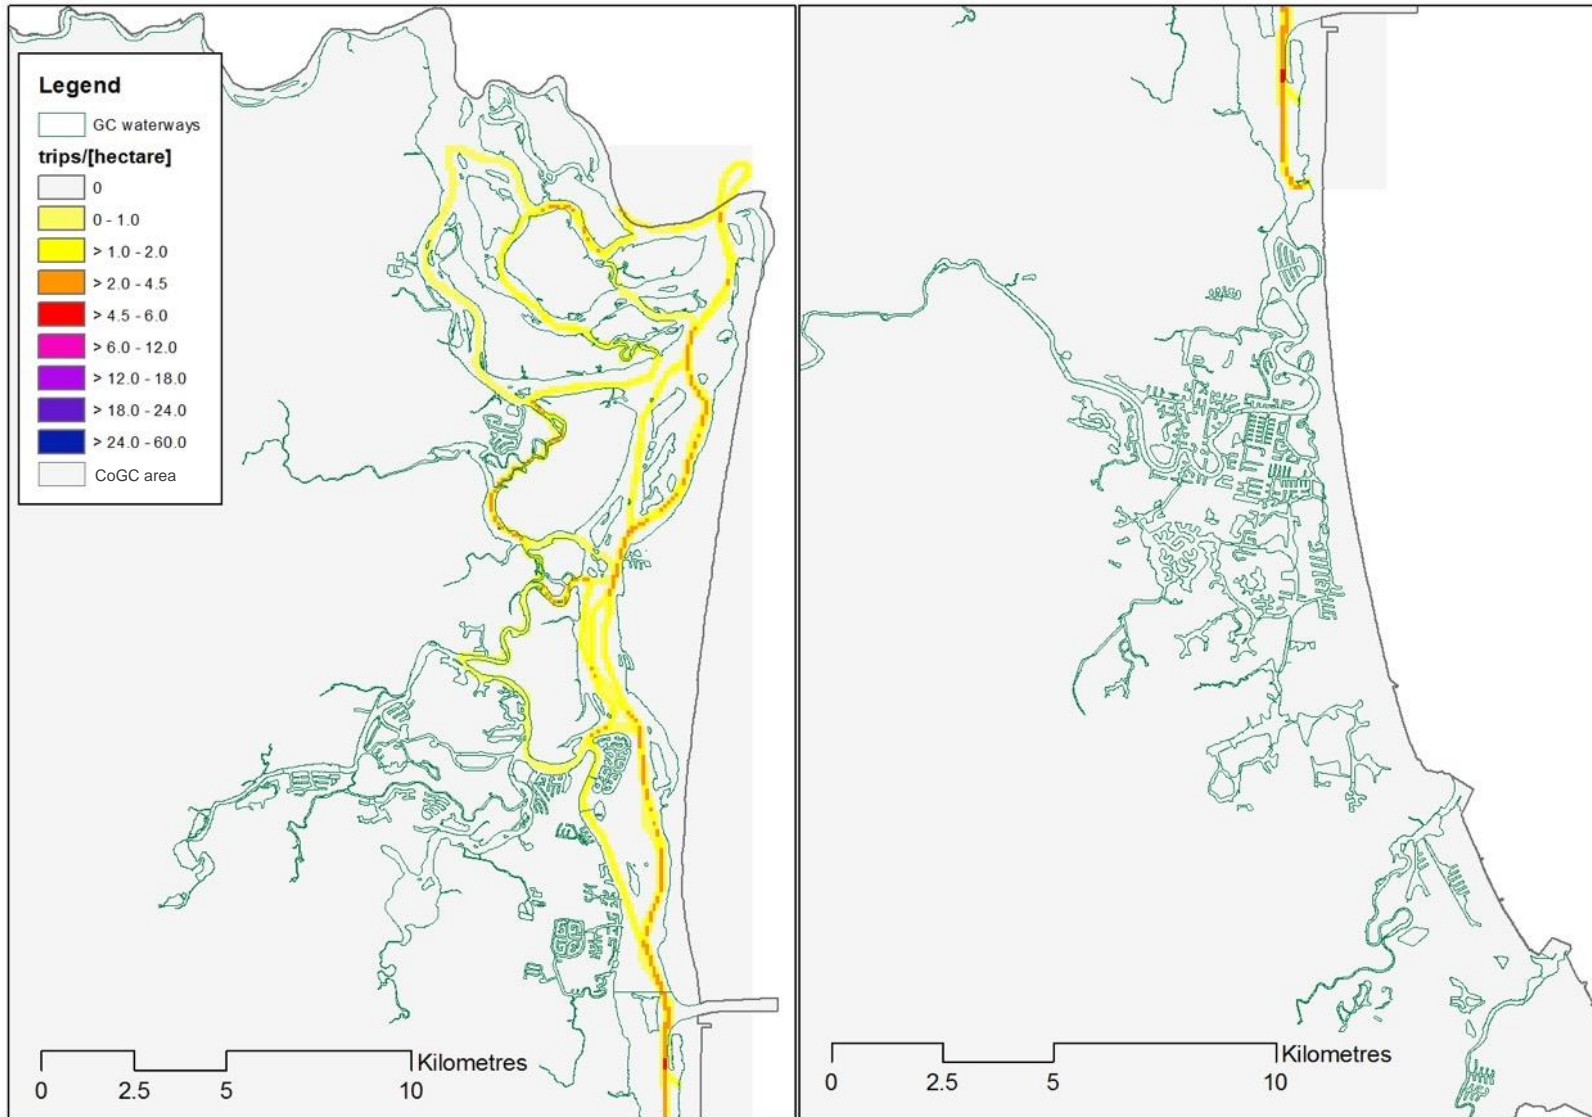 Legend
GC waterways
trips/[hectare]
0
0 - 1.0
> 1.0 - 2.0
> 2.0 - 4.5
> 4.5 - 6.0
> 6.0 - 12.0
> 12.0 - 18.0
> 18.0 - 24.0
> 24.0 - 60.0
CoGC area
Kilometres
0 2.5 5 10
Kilometres
0 2.5 5 10